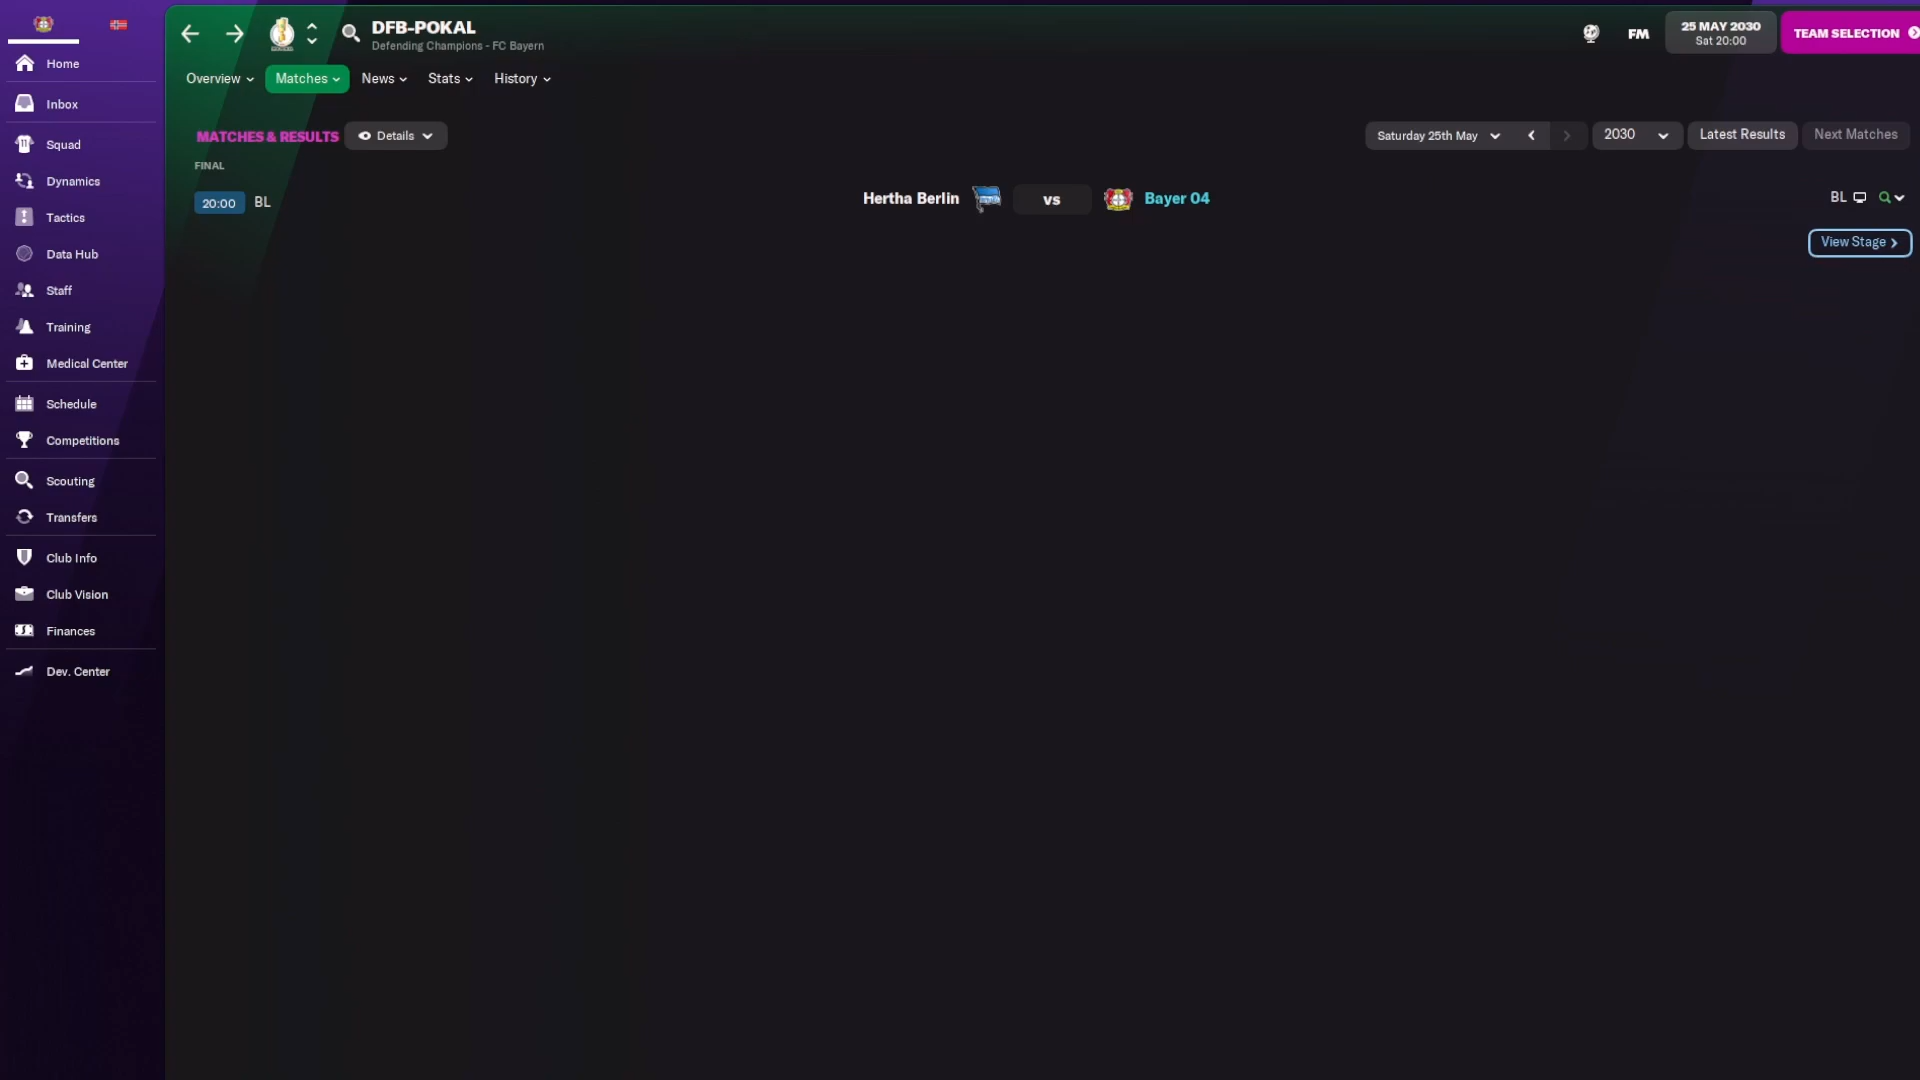 DFB-POKAL
Defending Champions - FC Bayern
FM
25 MAY 2030
Sat 20:00
TEAM SELECTION
Overview
Matches
News
Stats
History
Home
Inbox
Squad
Dynamics
Tactics
Data Hub
Staff
Training
Medical Center
Schedule
Competitions
Scouting
Transfers
Club Info
Club Vision
Finances
Dev. Center
MATCHES & RESULTS
Details
Saturday 25th May
2030
Latest Results
Next Matches
FINAL
20:00 BL
Hertha Berlin vs Bayer 04
BL
View Stage